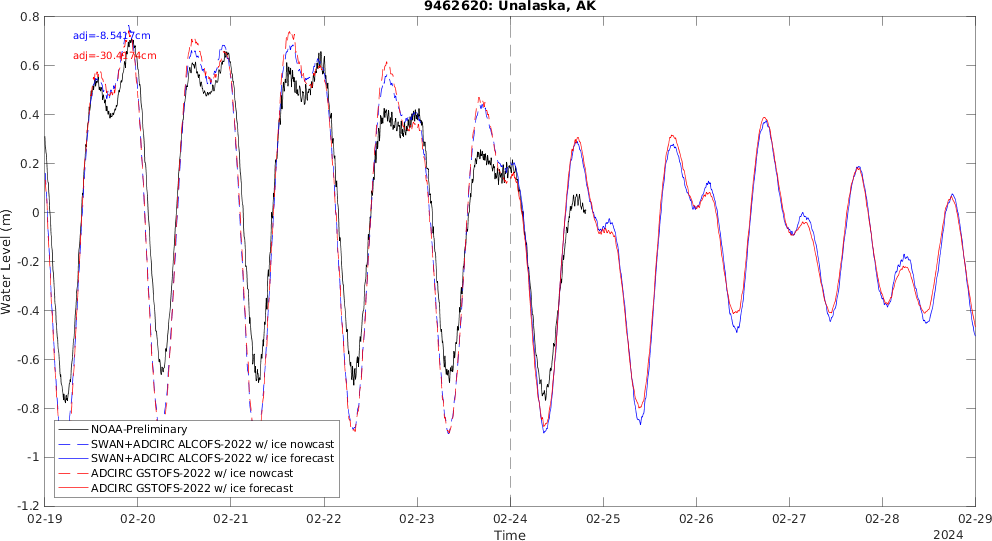 9462620: Unalaska, AK
adj=-8.5417cm
adj=-30.4174cm
Water Level (m)
0.8
0.6
0.4
0.2
0
-0.2
-0.4
-0.6
-0.8
-1
-1.2
NOAA-Preliminary
SWAN+ADCIRC ALCOFS-2022 w/ ice nowcast
SWAN+ADCIRC ALCOFS-2022 w/ ice forecast
ADCIRC GSTOFS-2022 w/ ice nowcast
ADCIRC GSTOFS-2022 w/ ice forecast
02-19 02-20 02-21 02-22 02-23 02-24 02-25 02-26 02-27 02-28 02-29
Time
2024